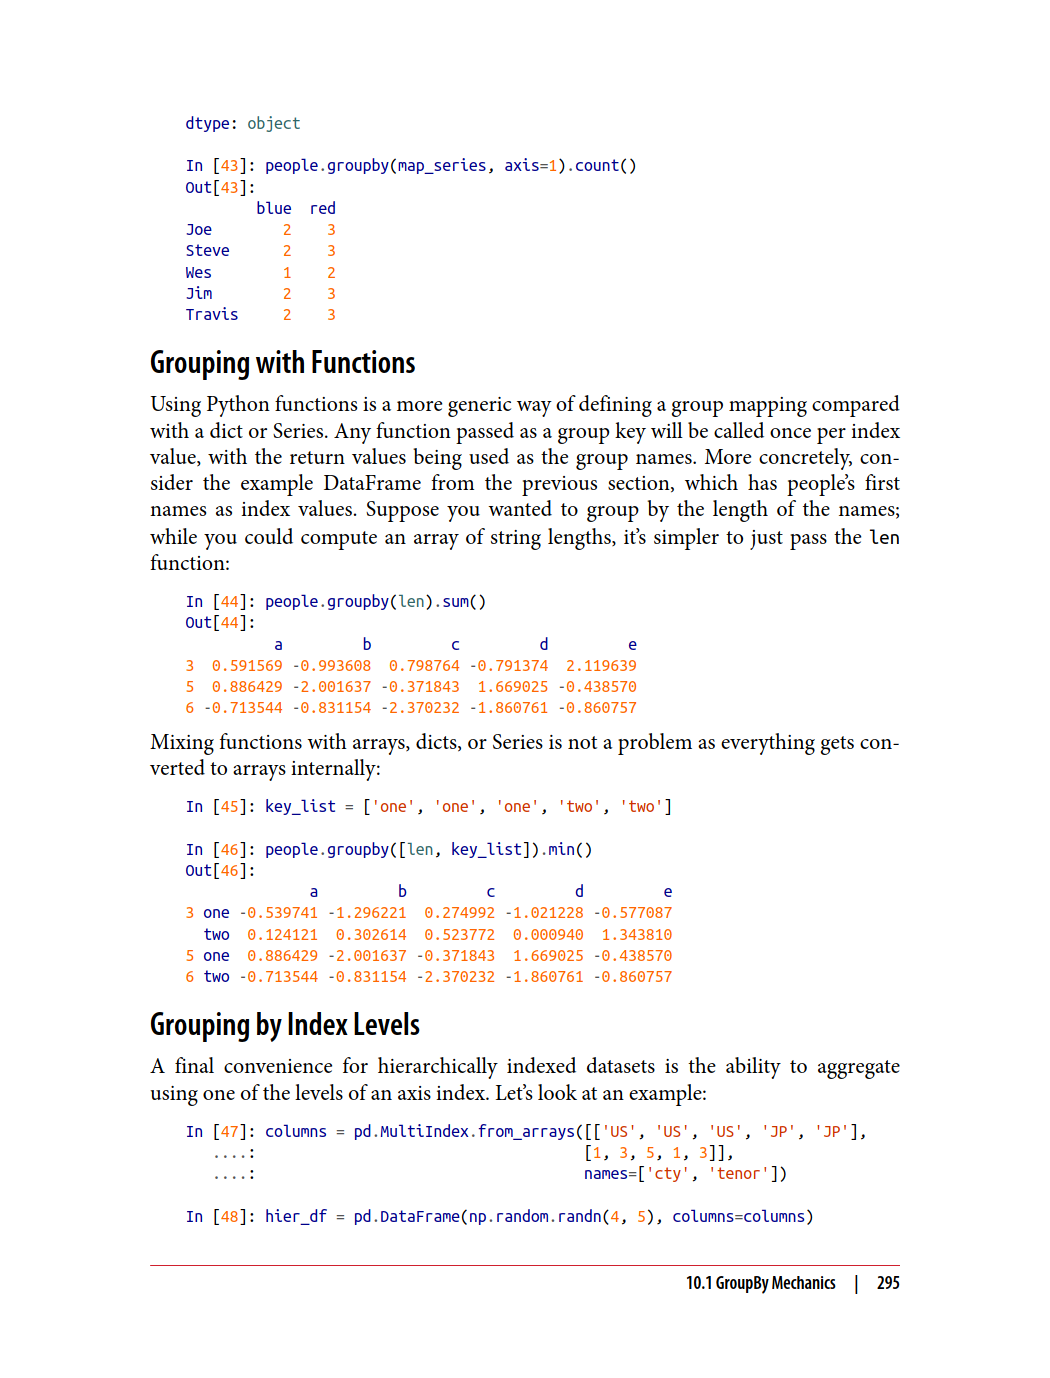 dtype: object
In [43]: people.groupby(map_series, axis=1).count()
Out[43]:
        blue  red
Joe        2    3
Steve      2    3
Wes        1    2
Jim        2    3
Travis     2    3
Grouping with Functions
Using Python functions is a more generic way of defining a group mapping compared
with a dict or Series. Any function passed as a group key will be called once per index
value, with the return values being used as the group names. More concretely, con-
sider the example DataFrame from the previous section, which has people’s first
names as index values. Suppose you wanted to group by the length of the names;
while you could compute an array of string lengths, it’s simpler to just pass the len
function:
In [44]: people.groupby(len).sum()
Out[44]:
          a         b         c         d         e
3  0.591569 -0.993608  0.798764 -0.791374  2.119639
5  0.886429 -2.001637 -0.371843  1.669025 -0.438570
6 -0.713544 -0.831154 -2.370232 -1.860761 -0.860757
Mixing functions with arrays, dicts, or Series is not a problem as everything gets con-
verted to arrays internally:
In [45]: key_list = ['one', 'one', 'one', 'two', 'two']
In [46]: people.groupby([len, key_list]).min()
Out[46]:
              a         b         c         d         e
3 one -0.539741 -1.296221  0.274992 -1.021228 -0.577087
  two  0.124121  0.302614  0.523772  0.000940  1.343810
5 one  0.886429 -2.001637 -0.371843  1.669025 -0.438570
6 two -0.713544 -0.831154 -2.370232 -1.860761 -0.860757
Grouping by Index Levels
A final convenience for hierarchically indexed datasets is the ability to aggregate
using one of the levels of an axis index. Let’s look at an example:
In [47]: columns = pd.MultiIndex.from_arrays([['US', 'US', 'US', 'JP', 'JP'],
   ....:                                     [1, 3, 5, 1, 3]],
   ....:                                     names=['cty', 'tenor'])
In [48]: hier_df = pd.DataFrame(np.random.randn(4, 5), columns=columns)
10.1 GroupBy Mechanics | 295